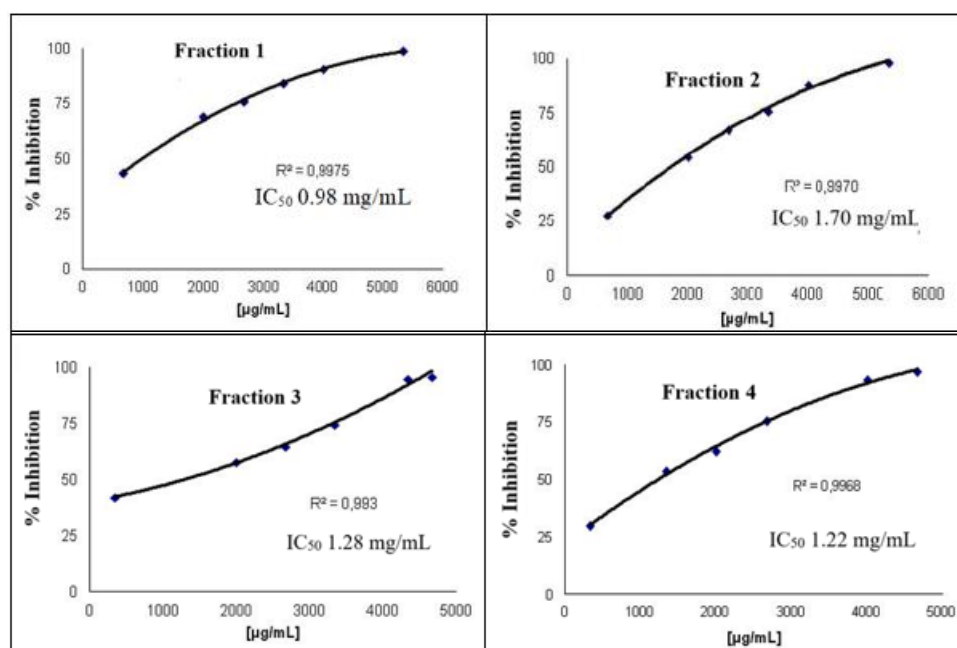 Fraction 1
% Inhibition
100
75
50
25
0
R² = 0,9975
IC₅₀ 0.98 mg/mL
0 1000 2000 3000 4000 5000 6000
[µg/mL]
Fraction 2
% Inhibition
100
75
50
25
0
R² = 0,9970
IC₅₀ 1.70 mg/mL
0 1000 2000 3000 4000 5000 6000
[µg/mL]
Fraction 3
% Inhibition
100
75
50
25
0
R² = 0,993
IC₅₀ 1.28 mg/mL
0 1000 2000 3000 4000 5000
[µg/mL]
Fraction 4
% Inhibition
100
75
50
25
0
R² = 0,9968
IC₅₀ 1.22 mg/mL
0 1000 2000 3000 4000 5000
[µg/mL]